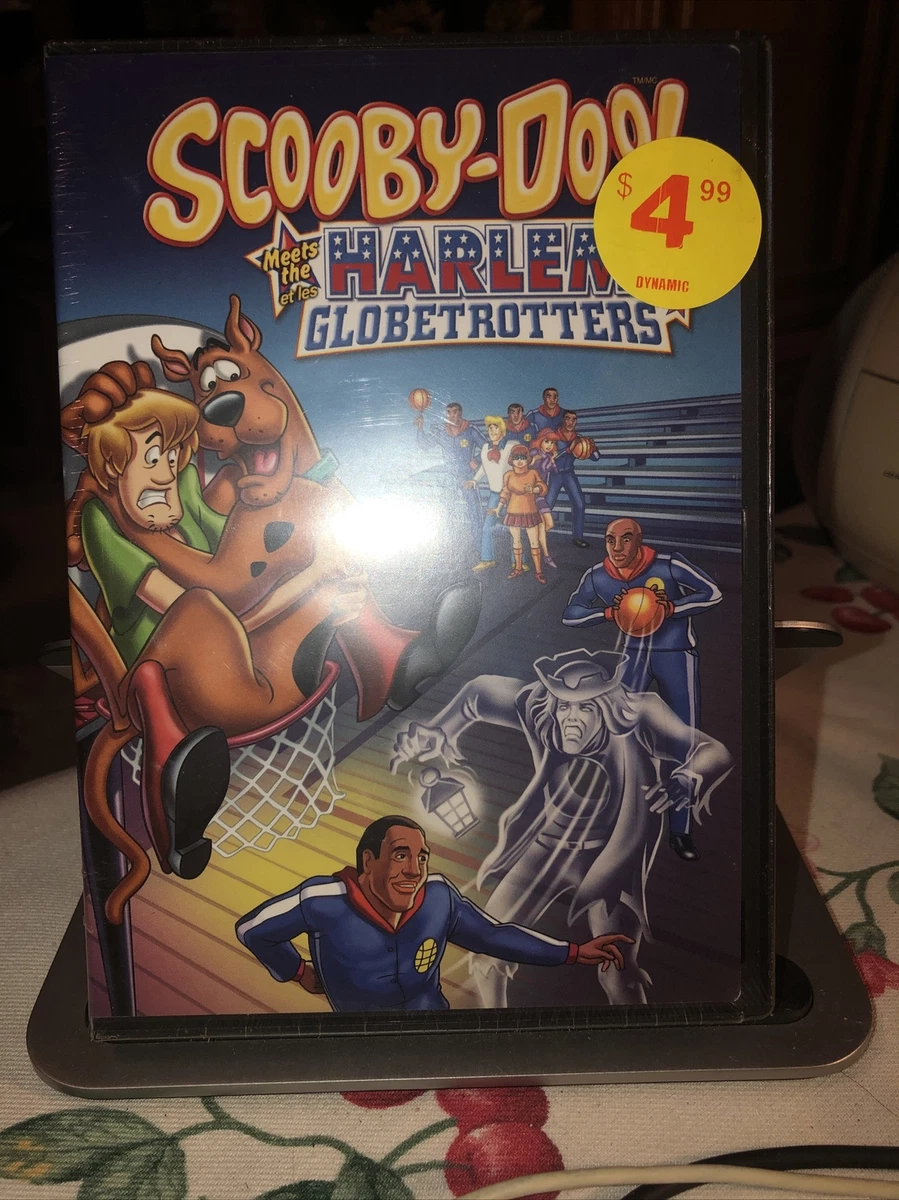 TM/MC
SCOOBY-DOO!
Meets
the
et les
HARLEM
GLOBETROTTERS
$4.99
DYNAMIC